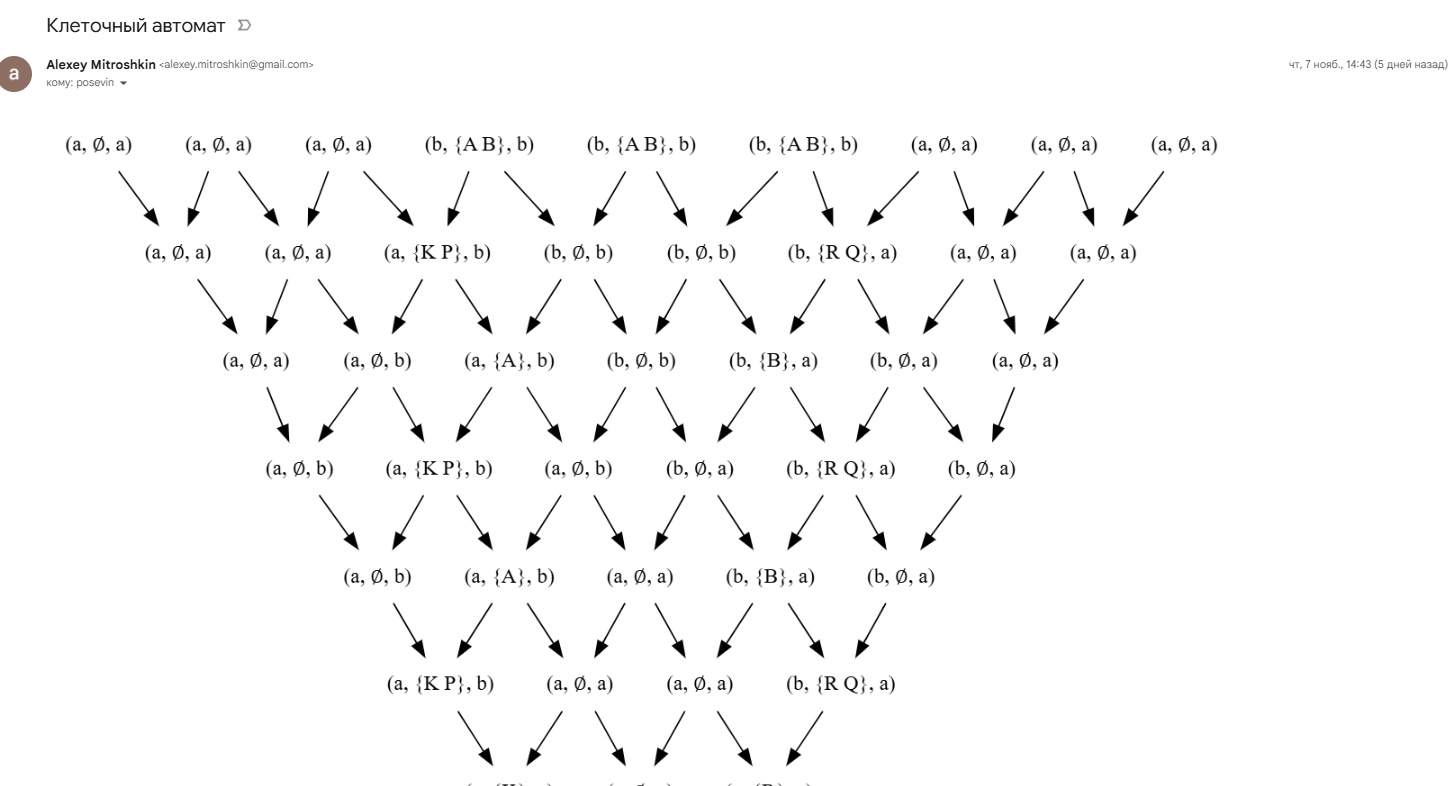 Клеточный автомат
a
Alexey Mitroshkin <alexey.mitroshkin@gmail.com>
чт, 7 нояб., 14:43 (5 дней назад)
кому: posevin
(a, Ø, a) (a, Ø, a) (a, Ø, a) (b, {A B}, b) (b, {A B}, b) (b, {A B}, b) (a, Ø, a) (a, Ø, a) (a, Ø, a)
(a, Ø, a) (a, Ø, a) (a, {K P}, b) (b, Ø, b) (b, Ø, b) (b, {R Q}, a) (a, Ø, a) (a, Ø, a)
(a, Ø, a) (a, Ø, b) (a, {A}, b) (b, Ø, b) (b, {B}, a) (b, Ø, a) (a, Ø, a)
(a, Ø, b) (a, {K P}, b) (a, Ø, b) (b, Ø, a) (b, {R Q}, a) (b, Ø, a)
(a, Ø, b) (a, {A}, b) (a, Ø, a) (b, {B}, a) (b, Ø, a)
(a, {K P}, b) (a, Ø, a) (a, Ø, a) (b, {R Q}, a)